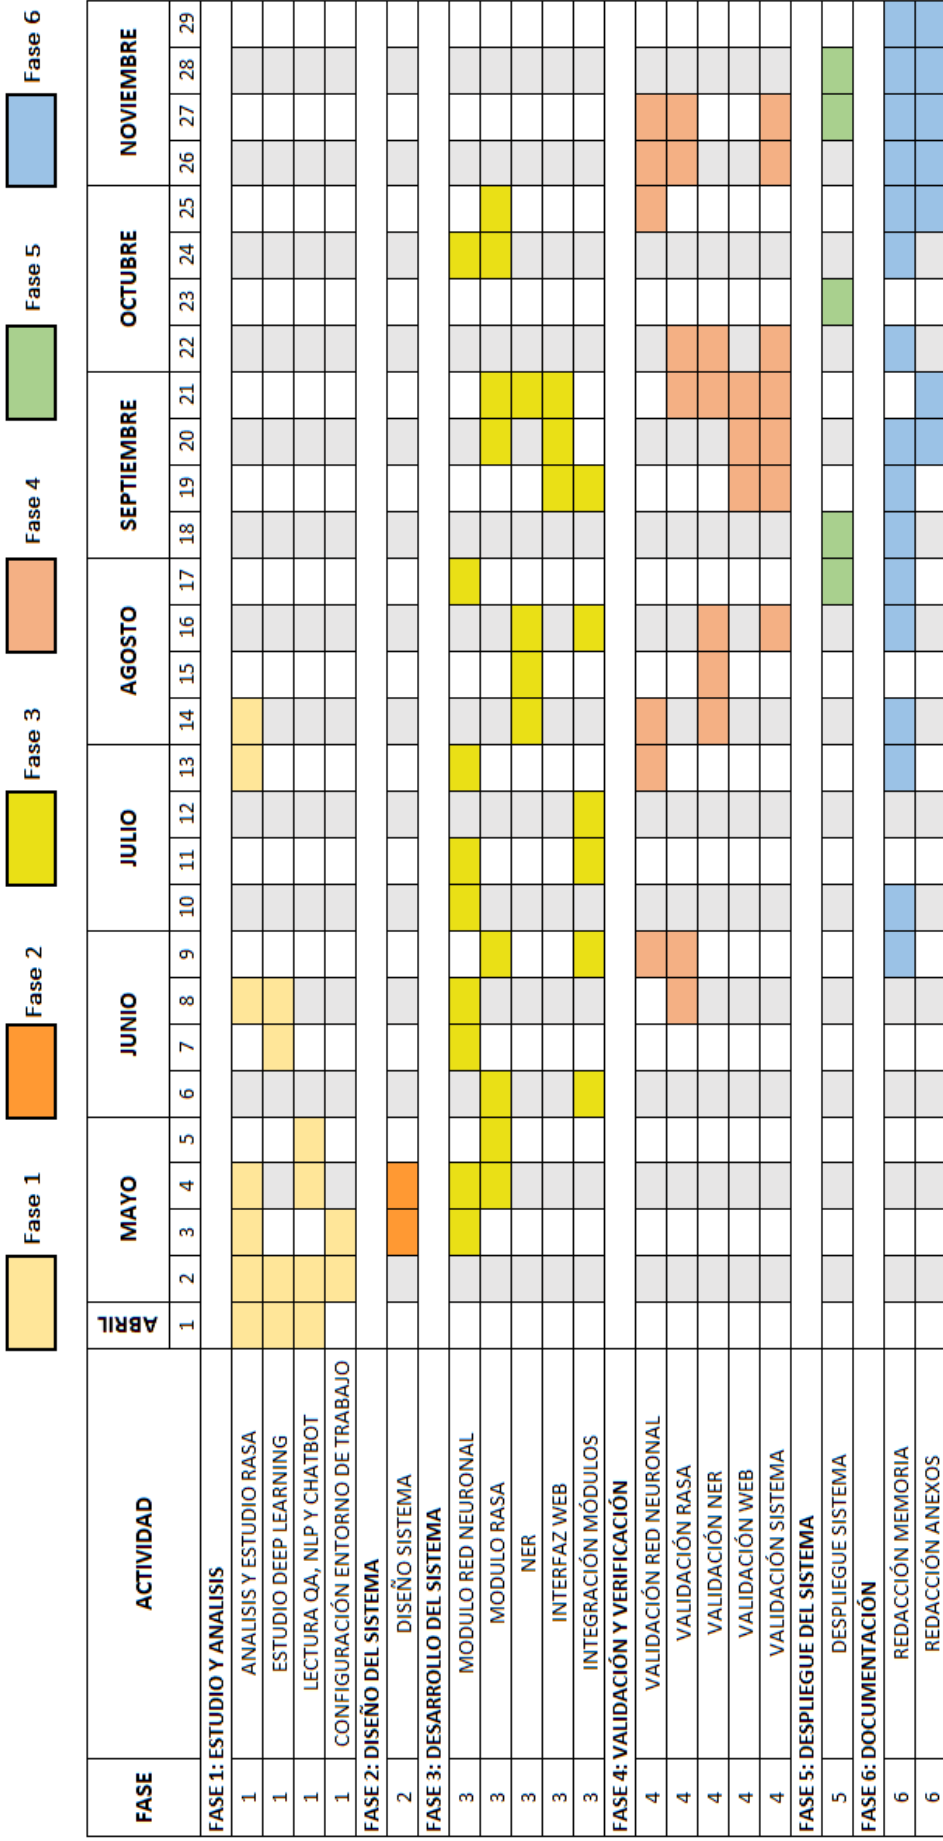 Fase 1 Fase 2 Fase 3 Fase 4 Fase 5 Fase 6
FASE ACTIVIDAD ABRIL MAYO JUNIO JULIO AGOSTO SEPTIEMBRE OCTUBRE NOVIEMBRE
1 2 3 4 5 6 7 8 9 10 11 12 13 14 15 16 17 18 19 20 21 22 23 24 25 26 27 28 29
FASE 1: ESTUDIO Y ANALISIS
1 ANALISIS Y ESTUDIO RASA
1 ESTUDIO DEEP LEARNING
1 LECTURA QA, NLP Y CHATBOT
1 CONFIGURACIÓN ENTORNO DE TRABAJO
FASE 2: DISEÑO DEL SISTEMA
2 DISEÑO SISTEMA
FASE 3: DESARROLLO DEL SISTEMA
3 MODULO RED NEURONAL
3 MODULO RASA
3 NER
3 INTERFAZ WEB
3 INTEGRACIÓN MÓDULOS
FASE 4: VALIDACIÓN Y VERIFICACIÓN
4 VALIDACIÓN RED NEURONAL
4 VALIDACIÓN RASA
4 VALIDACIÓN NER
4 VALIDACIÓN WEB
4 VALIDACIÓN SISTEMA
FASE 5: DESPLIEGUE DEL SISTEMA
5 DESPLIEGUE SISTEMA
FASE 6: DOCUMENTACIÓN
6 REDACCIÓN MEMORIA
6 REDACCIÓN ANEXOS